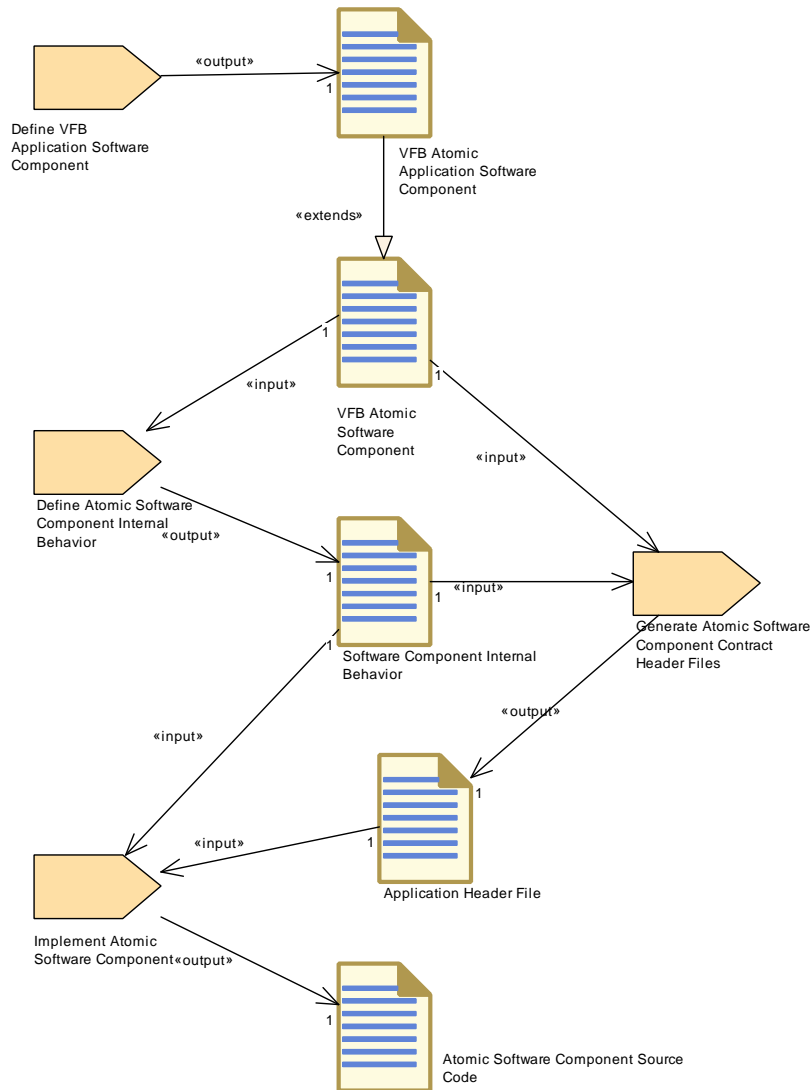 «output»
1
Define VFB
Application Software
Component
VFB Atomic
Application Software
Component
«extends»
1
1
«input»
VFB Atomic
Software
Component
«input»
Define Atomic Software
Component Internal
Behavior
«output»
1
1
«input»
Generate Atomic Software
Component Contract
Header Files
1
Software Component Internal
Behavior
«output»
«input»
1
«input»
1
Application Header File
Implement Atomic
Software Component
«output»
1
Atomic Software Component Source
Code